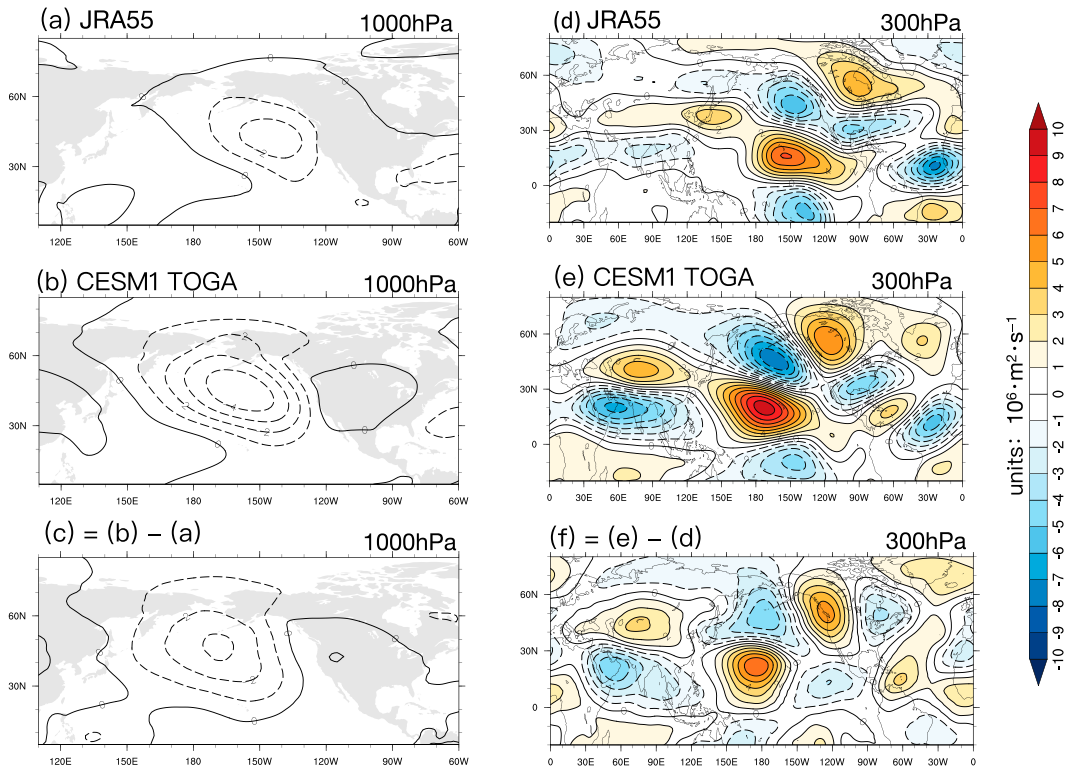 (a) JRA55 1000hPa
60N
30N
120E 150E 180 150W 120W 90W 60W
(b) CESM1 TOGA 1000hPa
60N
30N
120E 150E 180 150W 120W 90W 60W
(c) = (b) − (a) 1000hPa
60N
30N
120E 150E 180 150W 120W 90W 60W
(d) JRA55 300hPa
60N
30N
0
0 30E 60E 90E 120E 150E 180 150W 120W 90W 60W 30W 0
(e) CESM1 TOGA 300hPa
60N
30N
0
0 30E 60E 90E 120E 150E 180 150W 120W 90W 60W 30W 0
(f) = (e) − (d) 300hPa
60N
30N
0
0 30E 60E 90E 120E 150E 180 150W 120W 90W 60W 30W 0
units: 10⁶·m²·s⁻¹
10
9
8
7
6
5
4
3
2
1
0
-1
-2
-3
-4
-5
-6
-7
-8
-9
-10